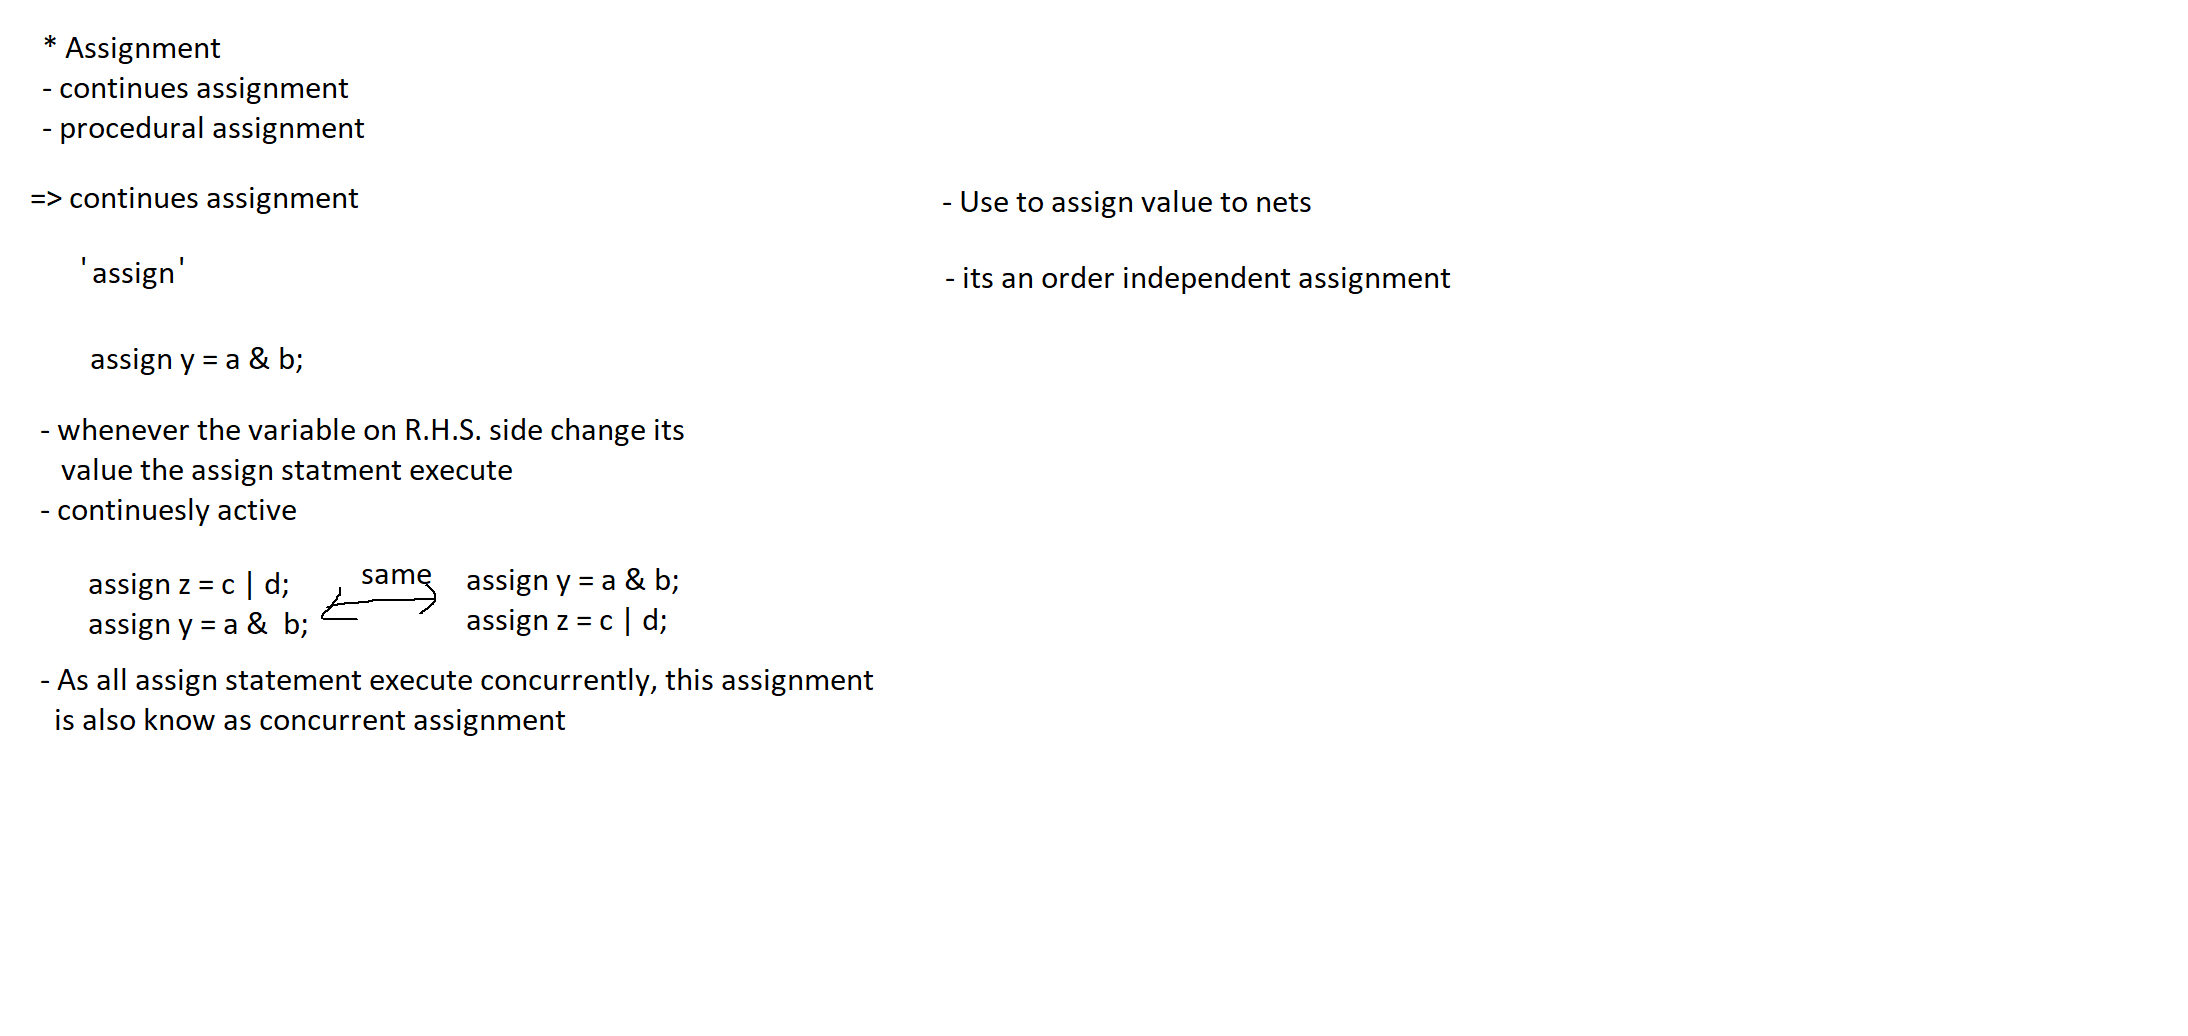 * Assignment
- continues assignment
- procedural assignment
=> continues assignment
'assign'
assign y = a & b;
- whenever the variable on R.H.S. side change its
value the assign statment execute
- continuesly active
assign z = c | d;
assign y = a &  b;
same
assign y = a & b;
assign z = c | d;
- As all assign statement execute concurrently, this assignment
is also know as concurrent assignment
- Use to assign value to nets
- its an order independent assignment